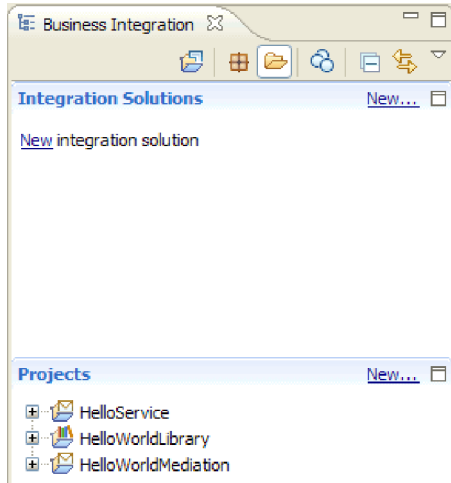 Business Integration
Integration Solutions New...
New integration solution
Projects New...
HelloService
HelloWorldLibrary
HelloWorldMediation